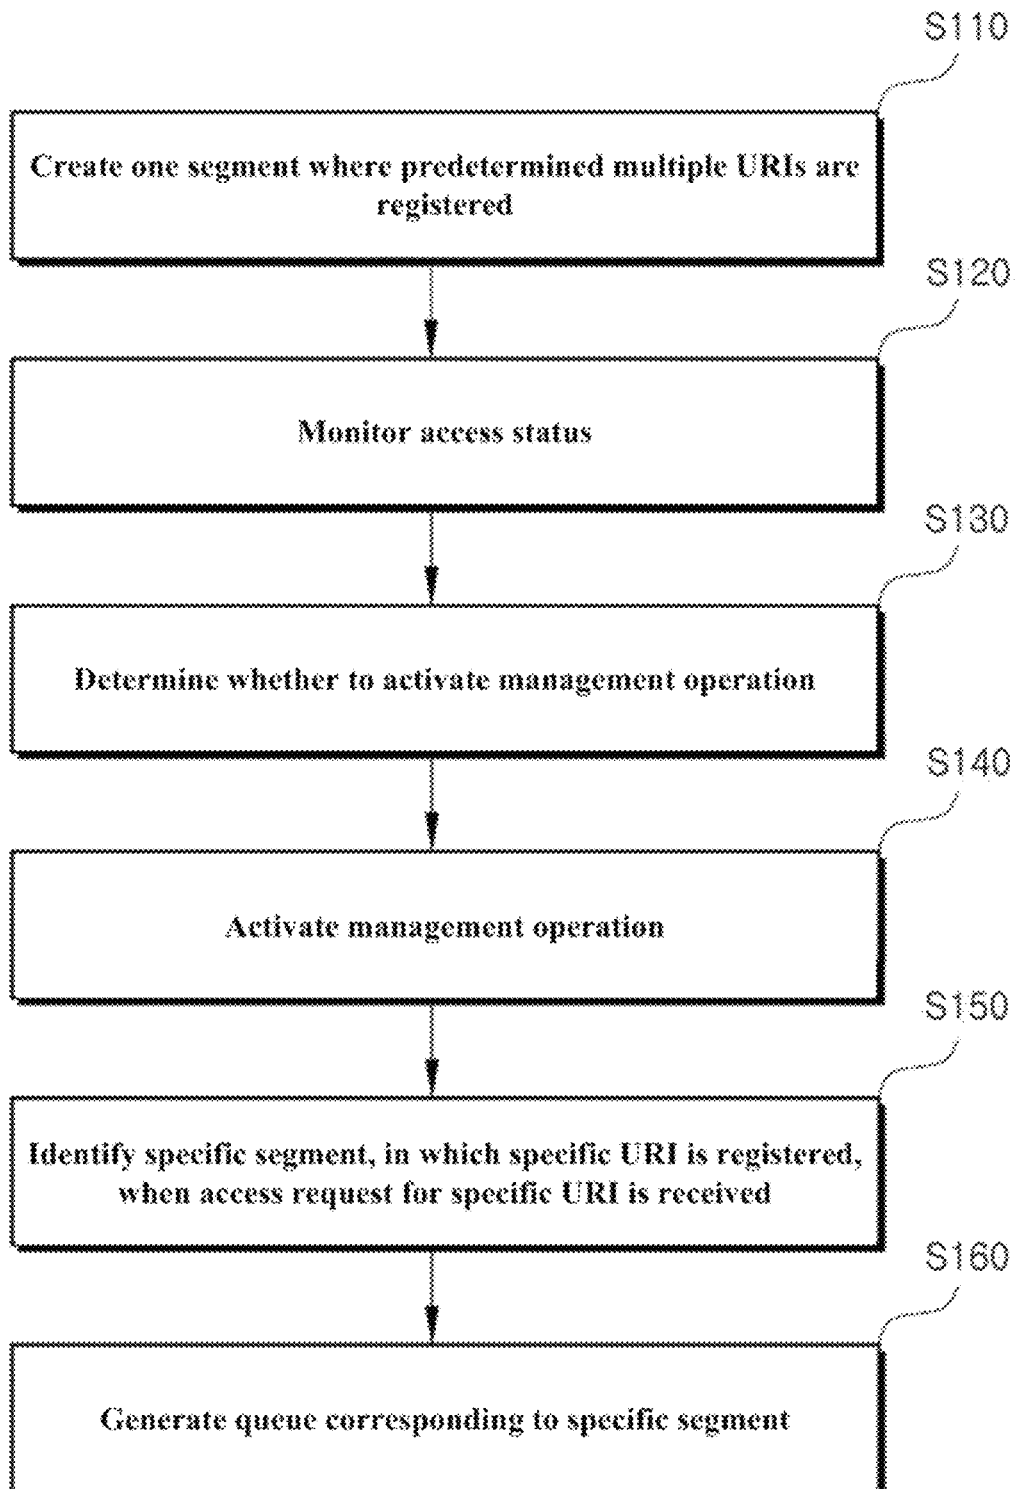 S110
Create one segment where predetermined multiple URIs are
registered
S120
Monitor access status
S130
Determine whether to activate management operation
S140
Activate management operation
S150
Identify specific segment, in which specific URI is registered,
when access request for specific URI is received
S160
Generate queue corresponding to specific segment